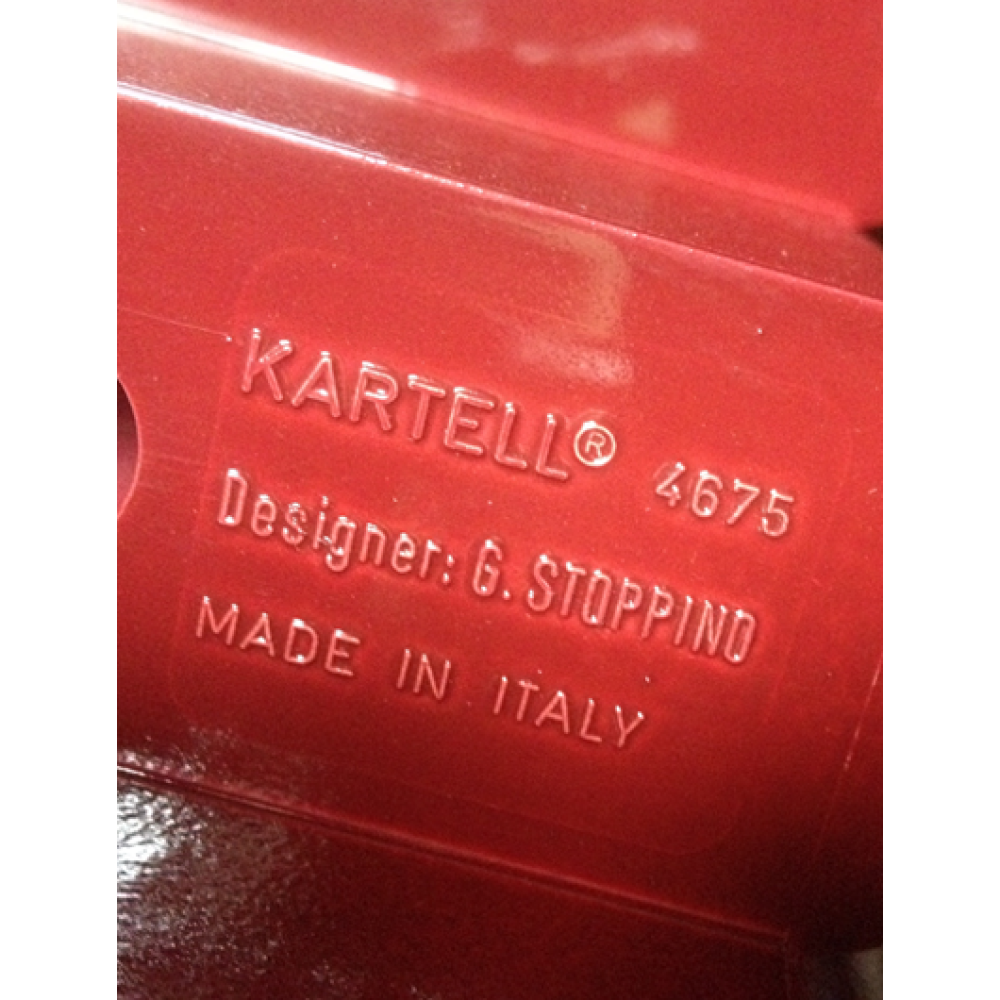 KARTELL® 4675
Designer: G. STOPPINO
MADE IN ITALY